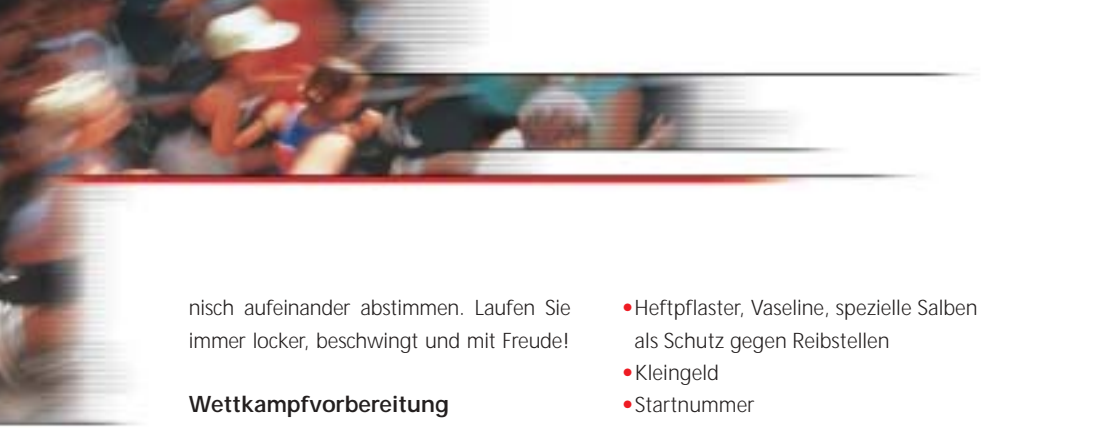 nisch aufeinander abstimmen. Laufen Sie
immer locker, beschwingt und mit Freude!
Wettkampfvorbereitung
•Heftpflaster, Vaseline, spezielle Salben
als Schutz gegen Reibstellen
•Kleingeld
•Startnummer